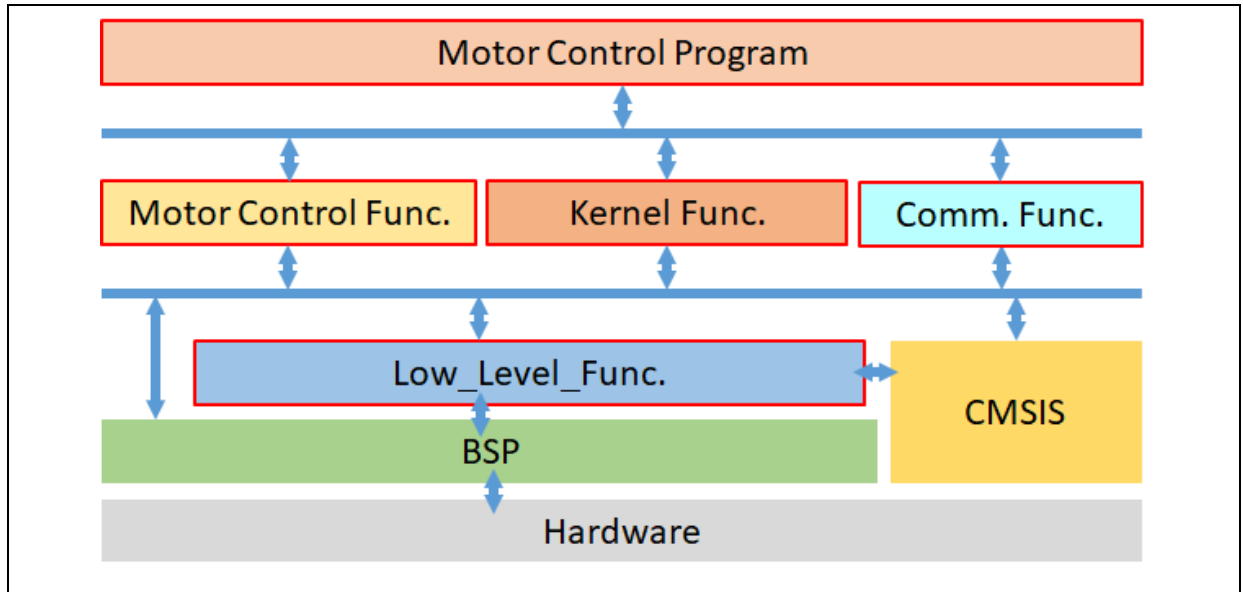 Motor Control Program
Motor Control Func.
Kernel Func.
Comm. Func.
Low_Level_Func.
CMSIS
BSP
Hardware